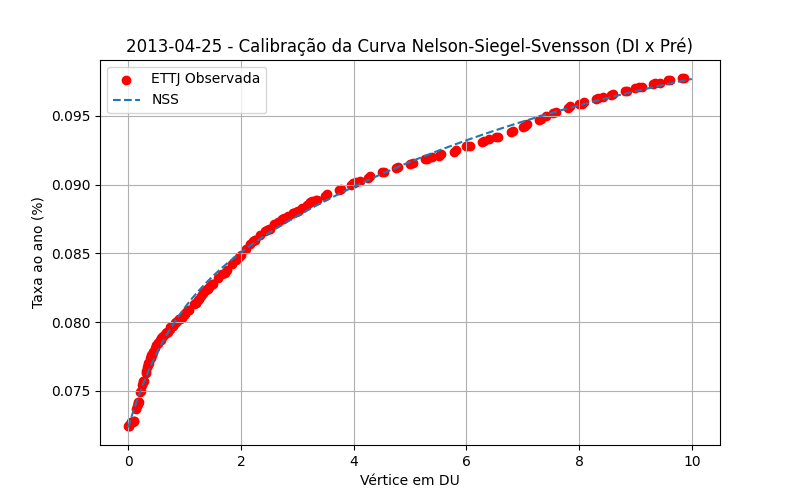 2013-04-25 - Calibração da Curva Nelson-Siegel-Svensson (DI x Pré)
ETTJ Observada
NSS
0.095
0.090
0.085
0.080
0.075
Taxa ao ano (%)
0 2 4 6 8 10
Vértice em DU